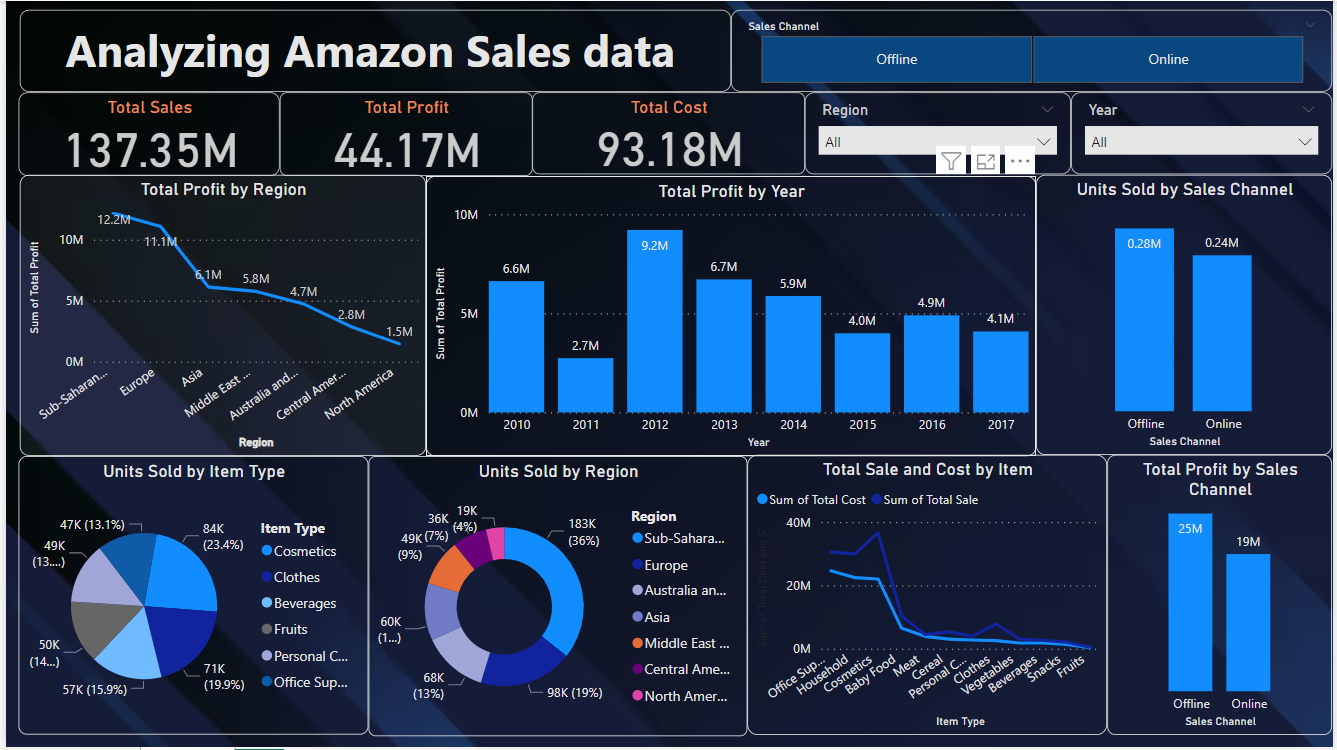 Analyzing Amazon Sales data
Sales Channel
Offline
Online
Total Sales
137.35M
Total Profit
44.17M
Total Cost
93.18M
Region
All
Year
All
Total Profit by Region
Sum of Total Profit
10M
5M
0M
12.2M
11.1M
6.1M
5.8M
4.7M
2.8M
1.5M
Sub-Saharan...
Europe
Asia
Middle East ...
Australia and...
Central Amer...
North America
Region
Total Profit by Year
Sum of Total Profit
10M
5M
0M
6.6M
2.7M
9.2M
6.7M
5.9M
4.0M
4.9M
4.1M
2010
2011
2012
2013
2014
2015
2016
2017
Year
Units Sold by Sales Channel
0.28M
0.24M
Offline
Online
Sales Channel
Units Sold by Item Type
84K
(23.4%)
71K
(19.9%)
57K (15.9%)
50K
(14...)
49K
(13....)
47K (13.1%)
Item Type
Cosmetics
Clothes
Beverages
Fruits
Personal C...
Office Sup...
Units Sold by Region
183K
(36%)
98K (19%)
68K
(13%)
60K
(1...)
49K
(9%)
36K
(7%)
19K
(4%)
Region
Sub-Sahara...
Europe
Australia an...
Asia
Middle East ...
Central Ame...
North Amer...
Total Sale and Cost by Item
Sum of Total Cost
Sum of Total Sale
Sum of Total Cost and S...
40M
20M
0M
Office Sup...
Household
Cosmetics
Baby Food
Meat
Cereal
Personal C...
Clothes
Vegetables
Beverages
Snacks
Fruits
Item Type
Total Profit by Sales
Channel
25M
19M
Offline
Online
Sales Channel